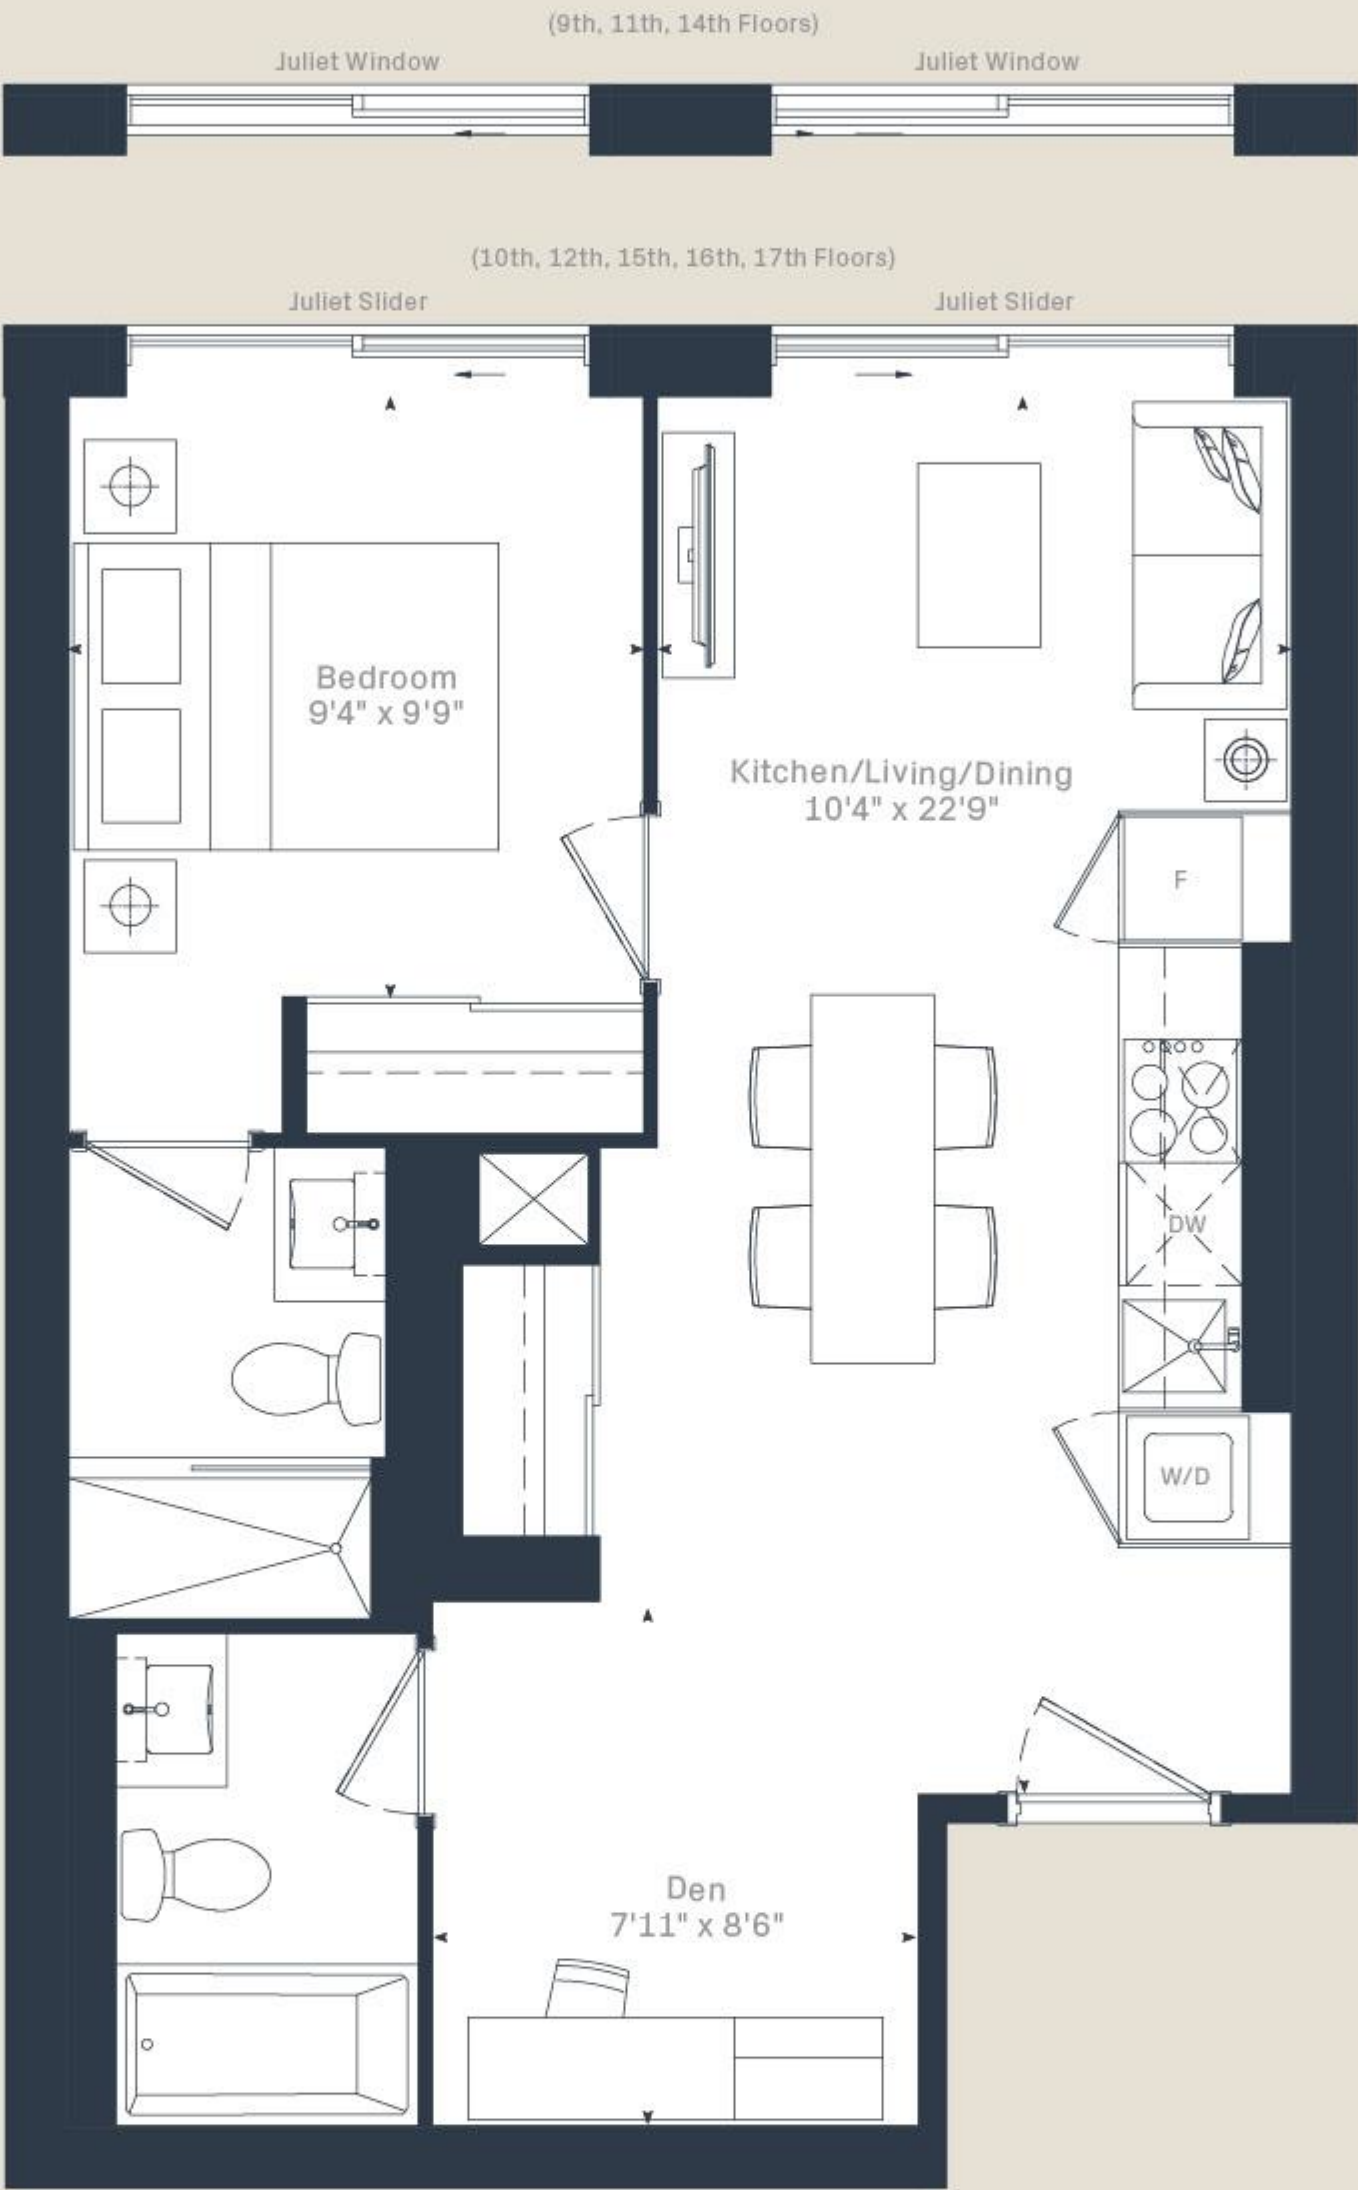 (9th, 11th, 14th Floors)
Juliet Window
Juliet Window
(10th, 12th, 15th, 16th, 17th Floors)
Juliet Slider
Juliet Slider
Bedroom
9'4" x 9'9"
Kitchen/Living/Dining
10'4" x 22'9"
F
DW
W/D
Den
7'11" x 8'6"